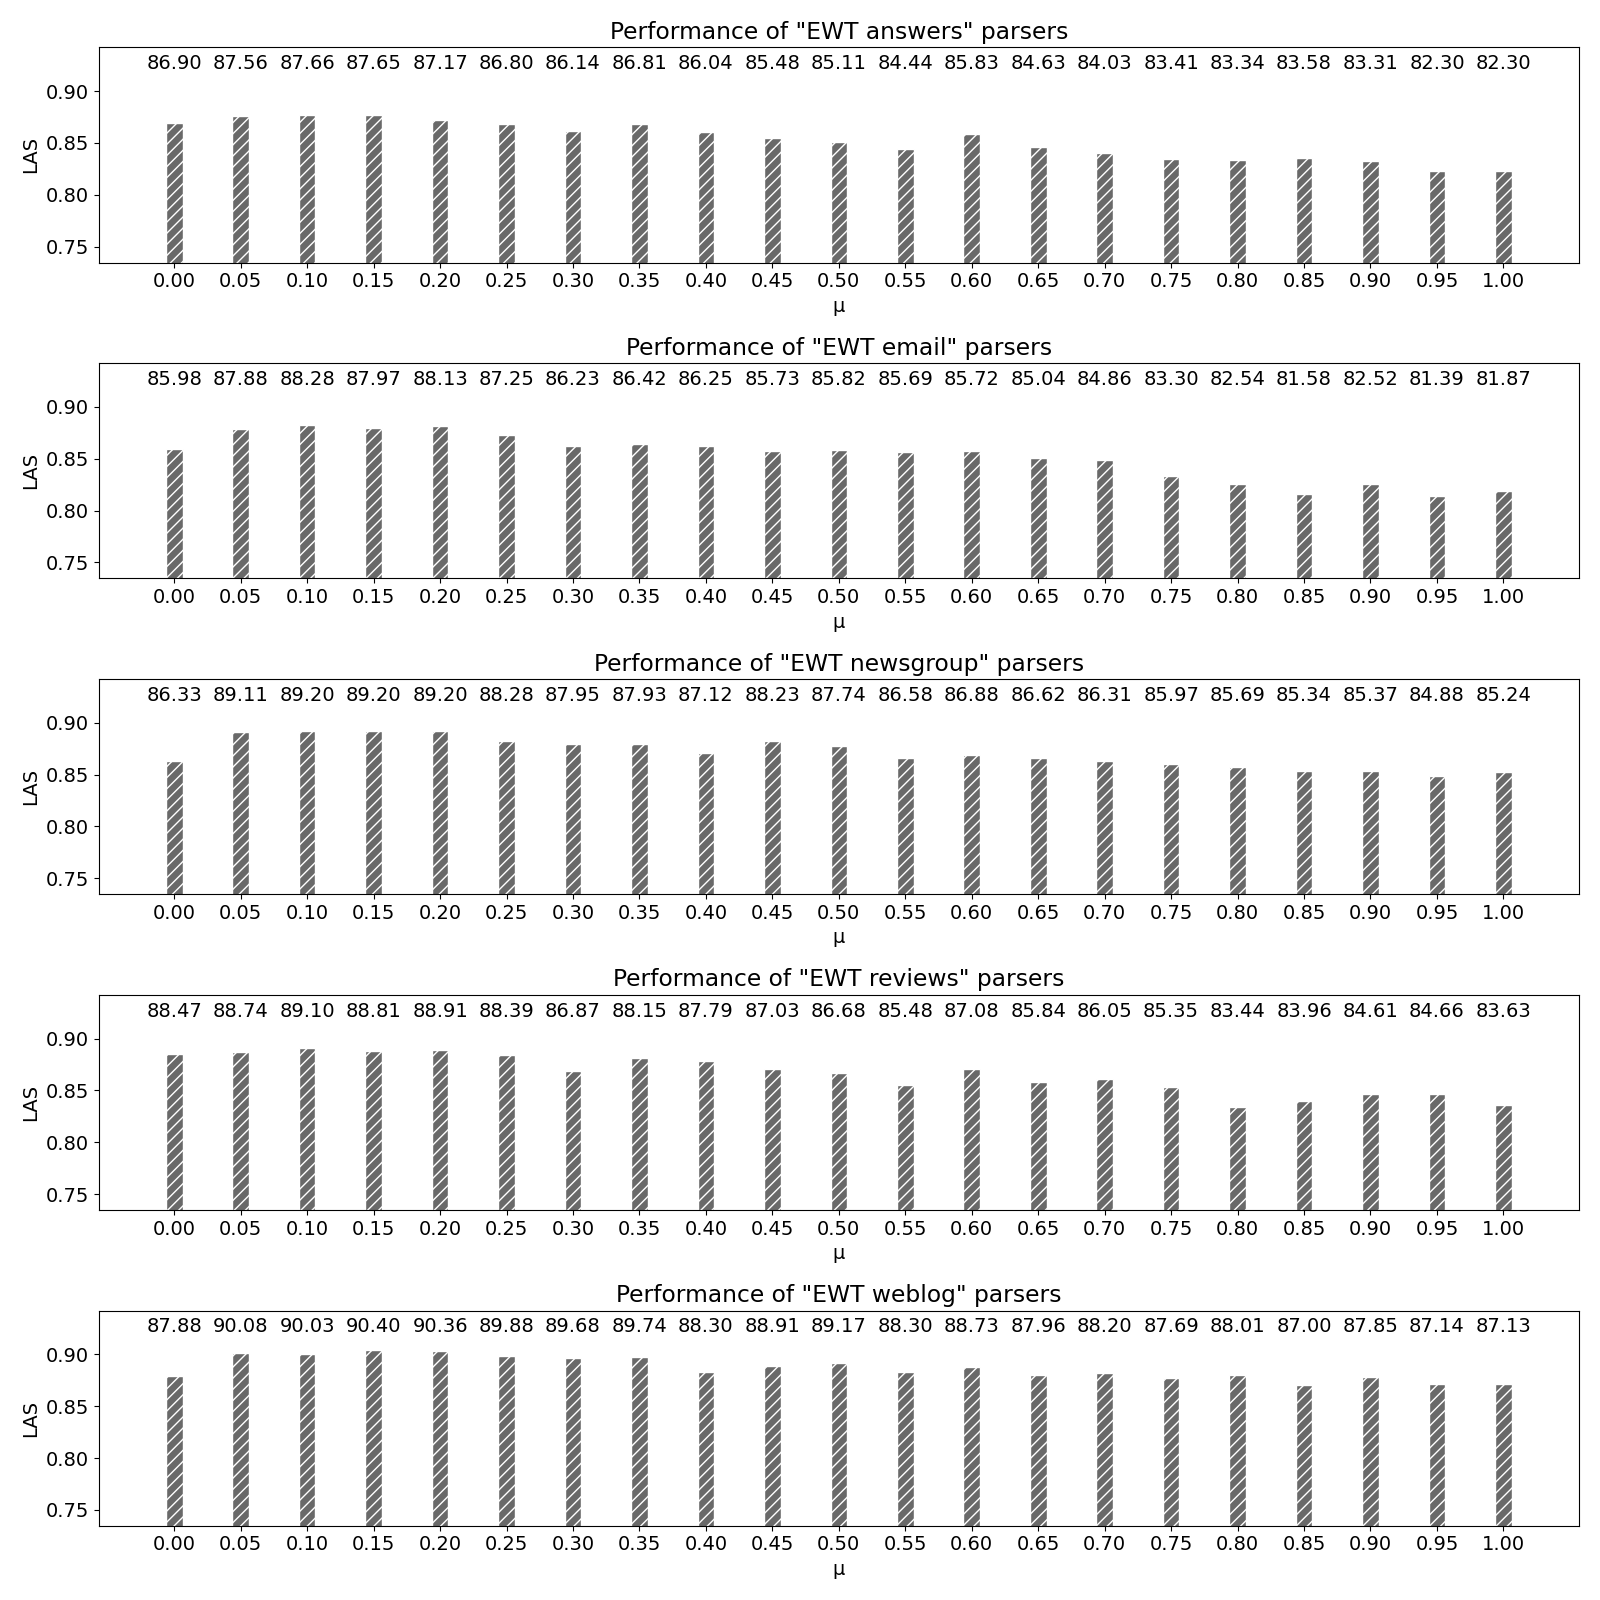 Performance of "EWT answers" parsers
86.90 87.56 87.66 87.65 87.17 86.80 86.14 86.81 86.04 85.48 85.11 84.44 85.83 84.63 84.03 83.41 83.34 83.58 83.31 82.30 82.30
0.90
0.85
0.80
0.75
LAS
0.00 0.05 0.10 0.15 0.20 0.25 0.30 0.35 0.40 0.45 0.50 0.55 0.60 0.65 0.70 0.75 0.80 0.85 0.90 0.95 1.00
μ
Performance of "EWT email" parsers
85.98 87.88 88.28 87.97 88.13 87.25 86.23 86.42 86.25 85.73 85.82 85.69 85.72 85.04 84.86 83.30 82.54 81.58 82.52 81.39 81.87
0.90
0.85
0.80
0.75
LAS
0.00 0.05 0.10 0.15 0.20 0.25 0.30 0.35 0.40 0.45 0.50 0.55 0.60 0.65 0.70 0.75 0.80 0.85 0.90 0.95 1.00
μ
Performance of "EWT newsgroup" parsers
86.33 89.11 89.20 89.20 89.20 88.28 87.95 87.93 87.12 88.23 87.74 86.58 86.88 86.62 86.31 85.97 85.69 85.34 85.37 84.88 85.24
0.90
0.85
0.80
0.75
LAS
0.00 0.05 0.10 0.15 0.20 0.25 0.30 0.35 0.40 0.45 0.50 0.55 0.60 0.65 0.70 0.75 0.80 0.85 0.90 0.95 1.00
μ
Performance of "EWT reviews" parsers
88.47 88.74 89.10 88.81 88.91 88.39 86.87 88.15 87.79 87.03 86.68 85.48 87.08 85.84 86.05 85.35 83.44 83.96 84.61 84.66 83.63
0.90
0.85
0.80
0.75
LAS
0.00 0.05 0.10 0.15 0.20 0.25 0.30 0.35 0.40 0.45 0.50 0.55 0.60 0.65 0.70 0.75 0.80 0.85 0.90 0.95 1.00
μ
Performance of "EWT weblog" parsers
87.88 90.08 90.03 90.40 90.36 89.88 89.68 89.74 88.30 88.91 89.17 88.30 88.73 87.96 88.20 87.69 88.01 87.00 87.85 87.14 87.13
0.90
0.85
0.80
0.75
LAS
0.00 0.05 0.10 0.15 0.20 0.25 0.30 0.35 0.40 0.45 0.50 0.55 0.60 0.65 0.70 0.75 0.80 0.85 0.90 0.95 1.00
μ